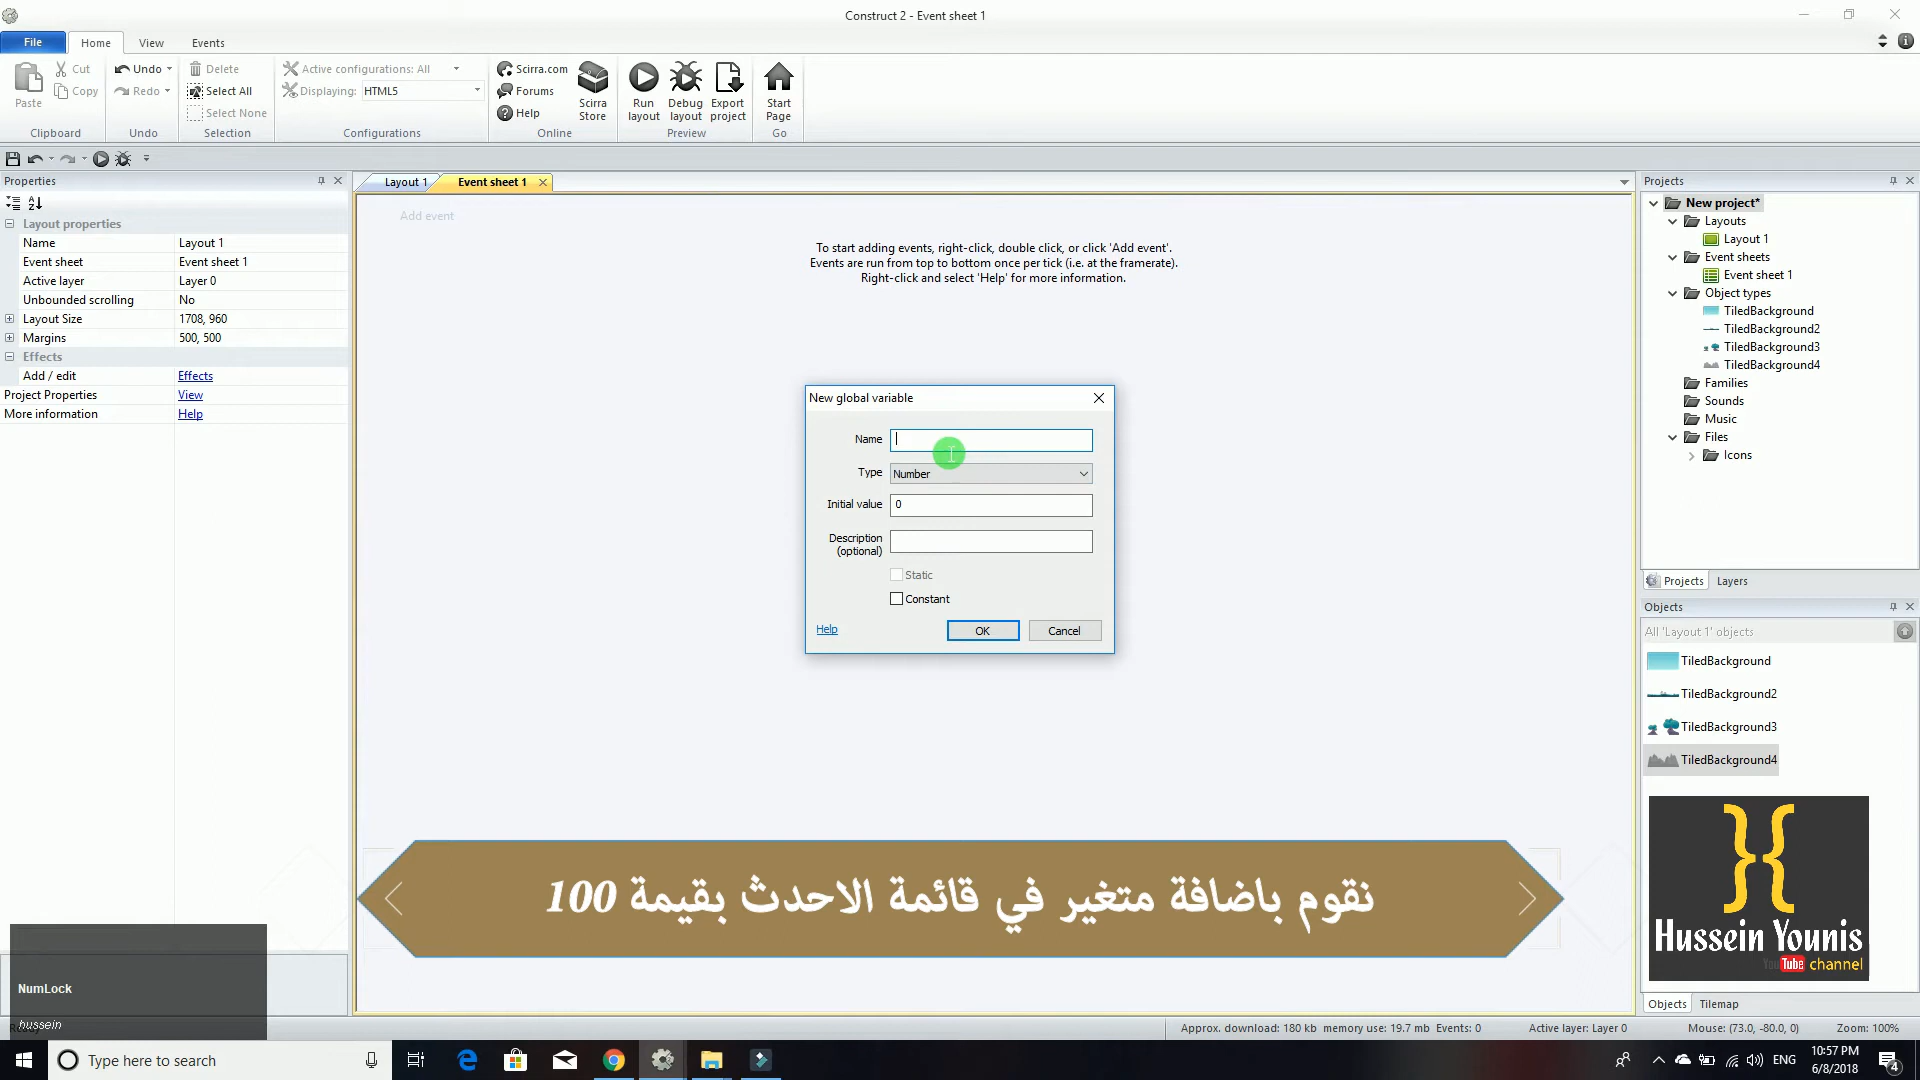 Construct 2 - Event sheet 1
File
Home
View
Events
Paste
Cut
Copy
Clipboard
Undo
Redo
Undo
Delete
Select All
Select None
Selection
Active configurations: All
Displaying: HTML5
Configurations
Scirra.com
Forums
Help
Scirra Store
Online
Run layout
Debug layout
Export project
Preview
Start Page
Go
Properties
Layout properties
Name Layout 1
Event sheet Event sheet 1
Active layer Layer 0
Unbounded scrolling No
Layout Size 1708, 960
Margins 500, 500
Effects
Add / edit Effects
Project Properties View
More information Help
Layout 1
Event sheet 1
Add event
To start adding events, right-click, double click, or click 'Add event'.
Events are run from top to bottom once per tick (i.e. at the framerate).
Right-click and select 'Help' for more information.
New global variable
Name
Type Number
Initial value 0
Description
(optional)
Static
Constant
Help
OK
Cancel
نقوم باضافة متغير في قائمة الاحدث بقيمة 100
Projects
New project*
Layouts
Layout 1
Event sheets
Event sheet 1
Object types
TiledBackground
TiledBackground2
TiledBackground3
TiledBackground4
Families
Sounds
Music
Files
Icons
Projects
Layers
Objects
All 'Layout 1' objects
TiledBackground
TiledBackground2
TiledBackground3
TiledBackground4
Hussein Younis
YouTube channel
Objects
Tilemap
NumLock
hussein
Approx. download: 180 kb memory use: 19.7 mb Events: 0
Active layer: Layer 0
Mouse: (73.0, -80.0, 0)
Zoom: 100%
Type here to search
ENG
10:57 PM
6/8/2018
4